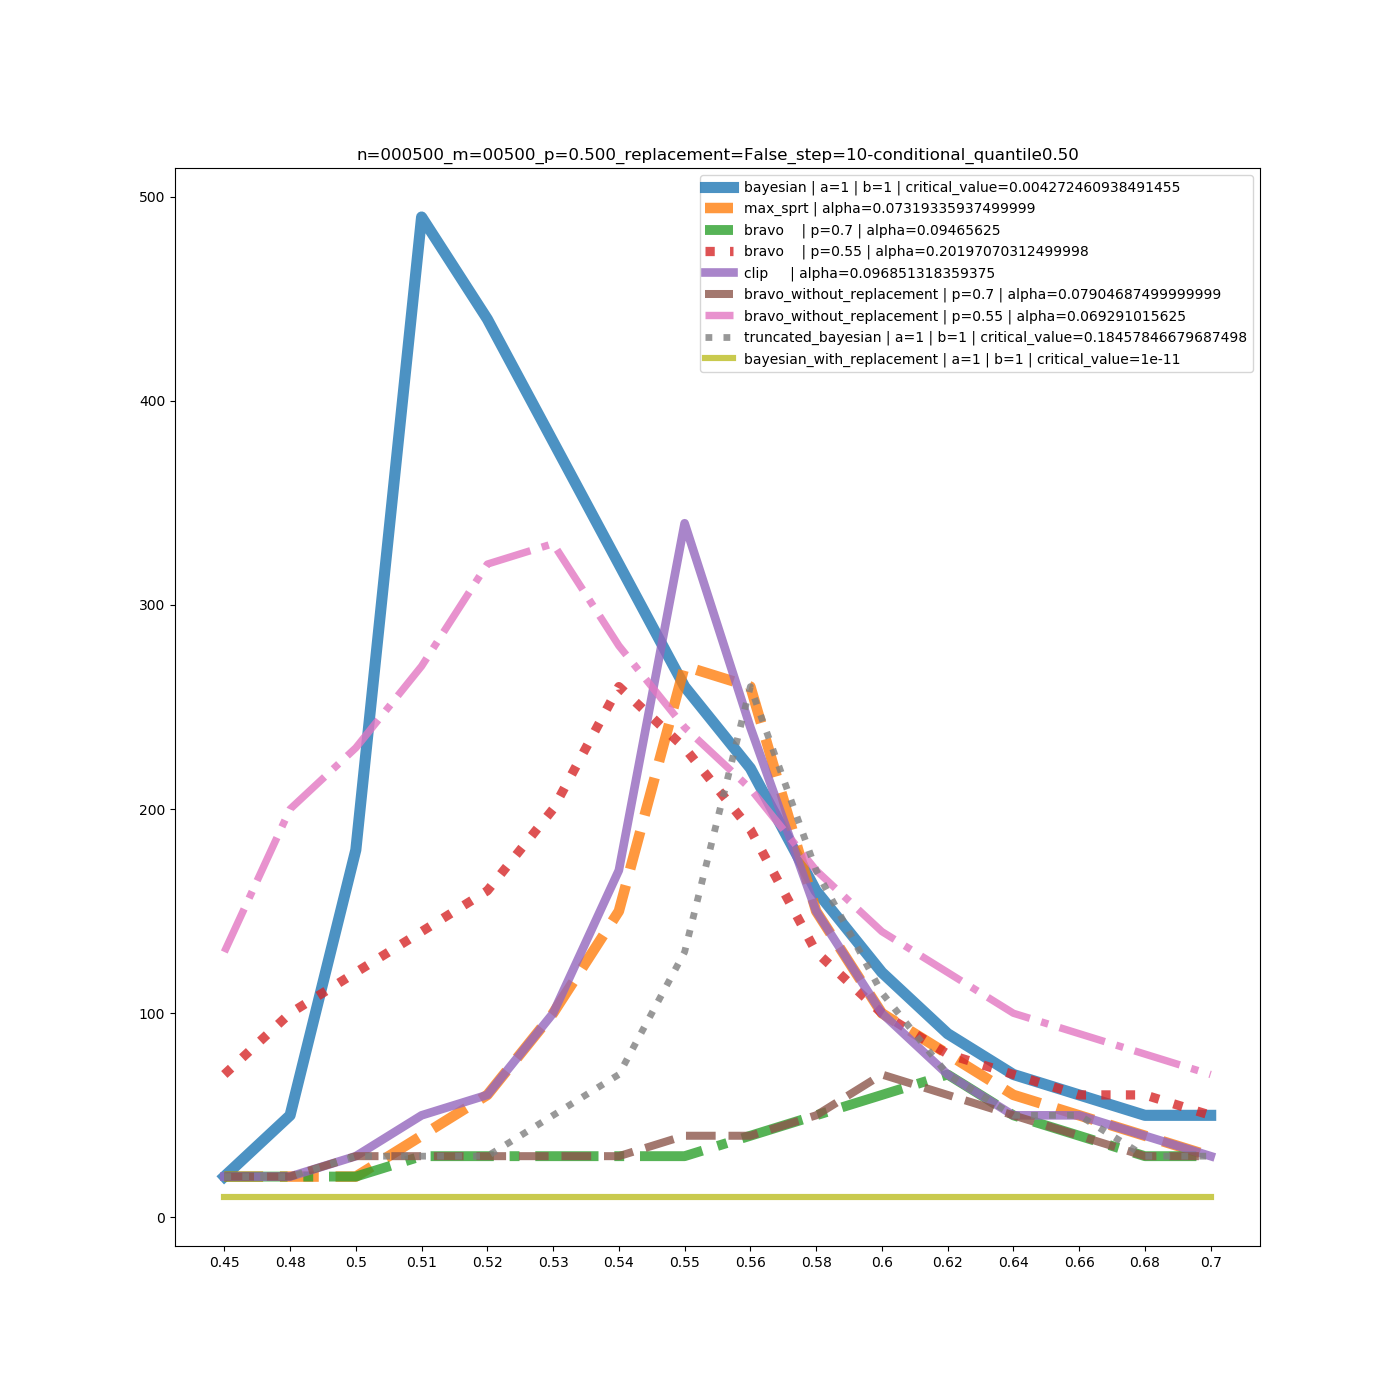 n=000500_m=00500_p=0.500_replacement=False_step=10-conditional_quantile0.50
bayesian | a=1 | b=1 | critical_value=0.004272460938491455
max_sprt | alpha=0.07319335937499999
bravo    | p=0.7 | alpha=0.09465625
bravo    | p=0.55 | alpha=0.20197070312499998
clip     | alpha=0.096851318359375
bravo_without_replacement | p=0.7 | alpha=0.07904687499999999
bravo_without_replacement | p=0.55 | alpha=0.069291015625
truncated_bayesian | a=1 | b=1 | critical_value=0.18457846679687498
bayesian_with_replacement | a=1 | b=1 | critical_value=1e-11
500
400
300
200
100
0
0.45 0.48 0.5 0.51 0.52 0.53 0.54 0.55 0.56 0.58 0.6 0.62 0.64 0.66 0.68 0.7